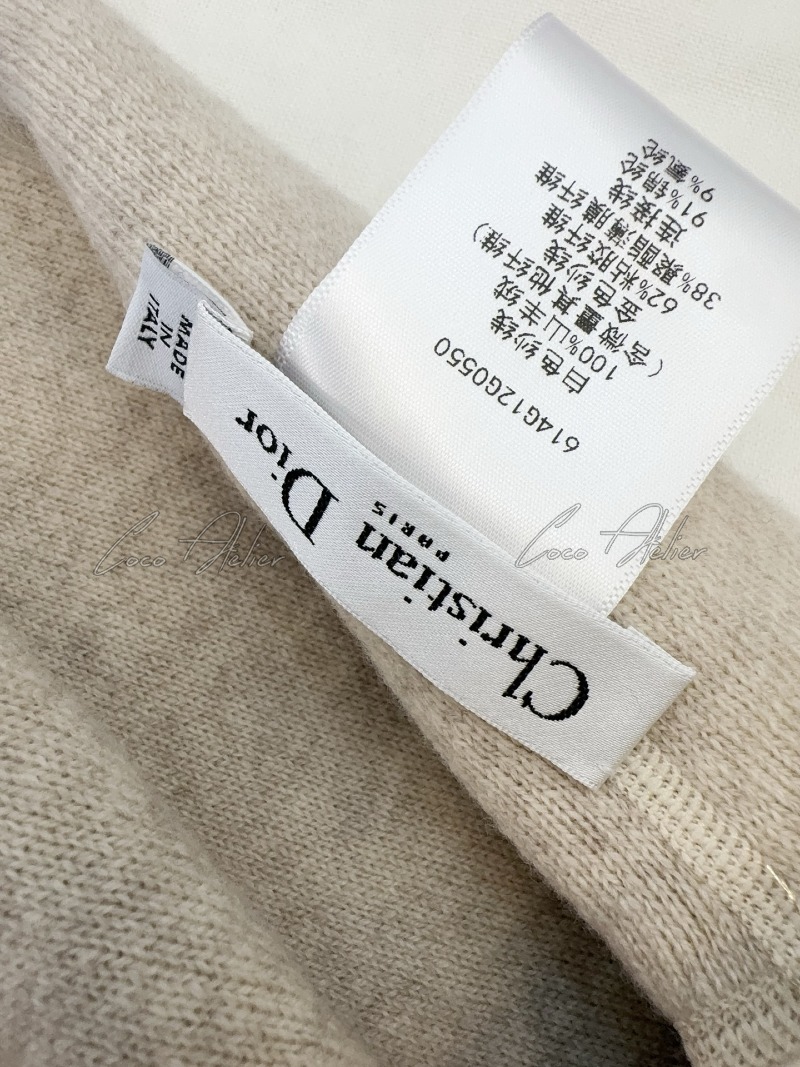 614G12G0550
白色纱线
100%山羊绒
(含微量其他纤维)
金色纱线
62%粘胶纤维
38%聚酯薄膜纤维
连接线
91%锦纶
9%氨纶
Christian Dior
PARIS
MADE
IN
ITALY
Coco Atelier
Coco Atelier